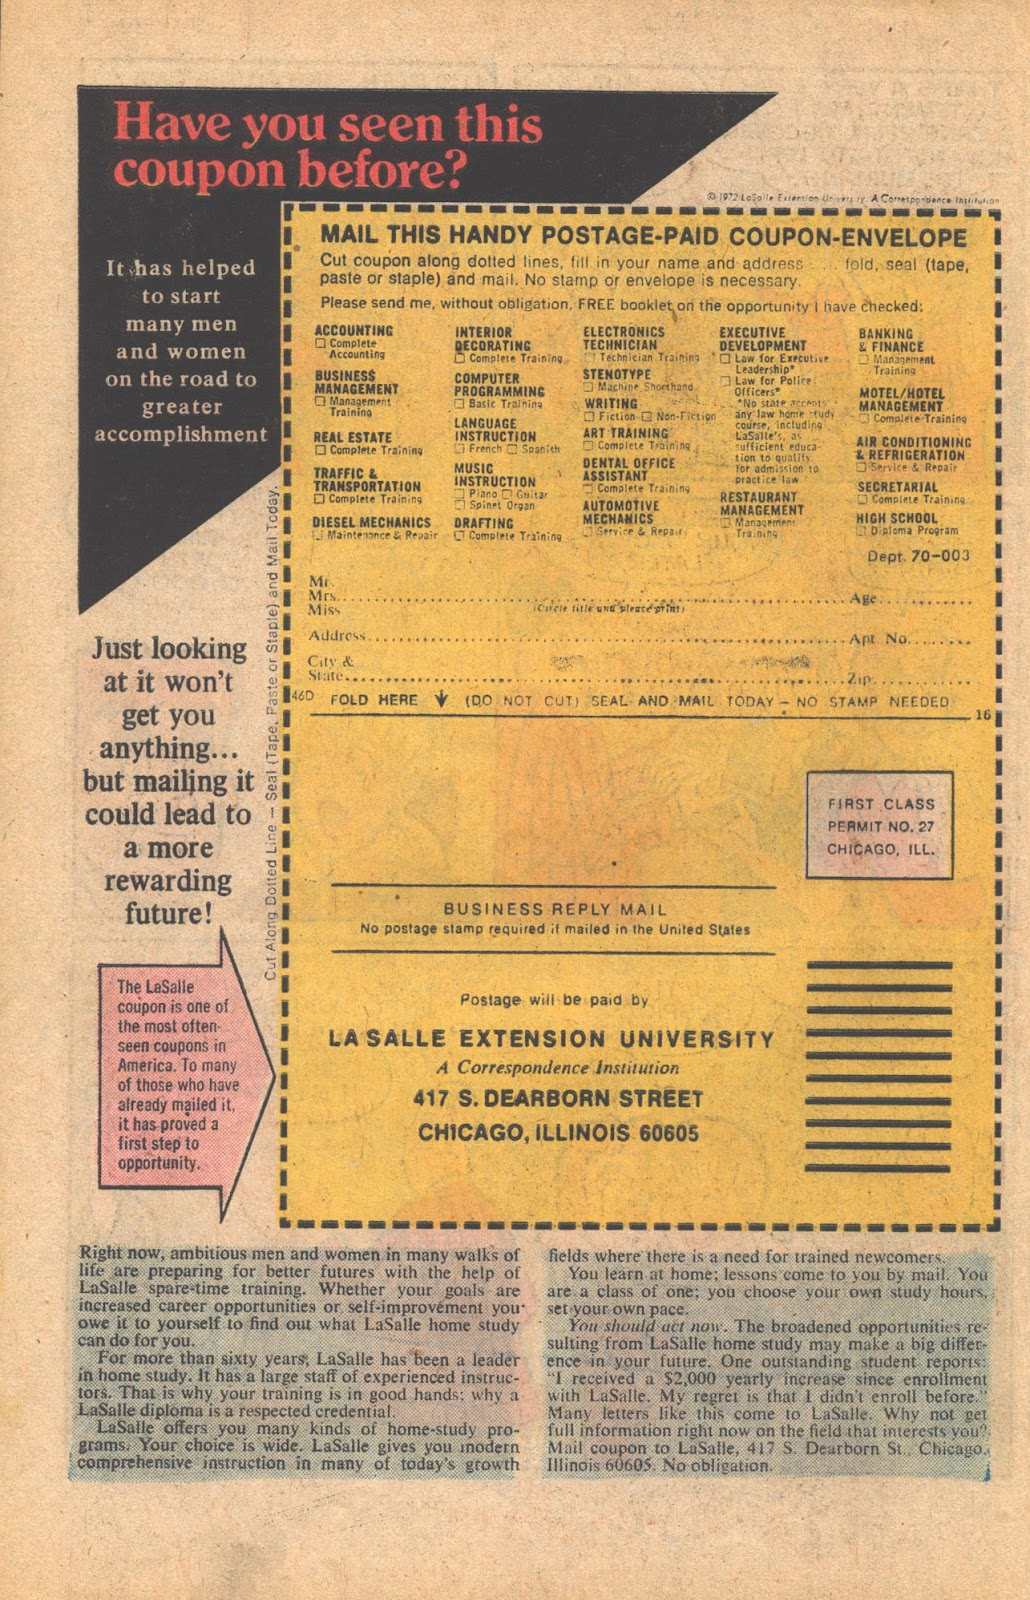 Have you seen this
coupon before?
© 1972 LaSalle Extension University. A Correspondence Institution
It has helped
to start
many men
and women
on the road to
greater
accomplishment
Just looking
at it won't
get you
anything...
but mailing it
could lead to
a more
rewarding
future!
The LaSalle
coupon is one of
the most often-
seen coupons in
America. To many
of those who have
already mailed it,
it has proved a
first step to
opportunity.
Cut Along Dotted Line — Seal (Tape, Paste or Staple) and Mail Today.
MAIL THIS HANDY POSTAGE-PAID COUPON-ENVELOPE
Cut coupon along dotted lines, fill in your name and address . . . fold, seal (tape,
paste or staple) and mail. No stamp or envelope is necessary.
Please send me, without obligation, FREE booklet on the opportunity I have checked:
ACCOUNTING
☐ Complete
Accounting
BUSINESS
MANAGEMENT
☐ Management
Training
REAL ESTATE
☐ Complete Training
TRAFFIC &
TRANSPORTATION
☐ Complete Training
DIESEL MECHANICS
☐ Maintenance & Repair
INTERIOR
DECORATING
☐ Complete Training
COMPUTER
PROGRAMMING
☐ Basic Training
LANGUAGE
INSTRUCTION
☐ French ☐ Spanish
MUSIC
INSTRUCTION
☐ Piano ☐ Guitar
☐ Spinet Organ
DRAFTING
☐ Complete Training
ELECTRONICS
TECHNICIAN
☐ Technician Training
STENOTYPE
☐ Machine Shorthand
WRITING
☐ Fiction ☐ Non-Fiction
ART TRAINING
☐ Complete Training
DENTAL OFFICE
ASSISTANT
☐ Complete Training
AUTOMOTIVE
MECHANICS
☐ Service & Repair
EXECUTIVE
DEVELOPMENT
☐ Law for Executive
Leadership*
☐ Law for Police
Officers*
*No state accepts
any law home study
course, including
LaSalle's, as
sufficient educa-
tion to qualify
for admission to
practice law
RESTAURANT
MANAGEMENT
☐ Management
Training
BANKING
& FINANCE
☐ Management
Training
MOTEL/HOTEL
MANAGEMENT
☐ Complete Training
AIR CONDITIONING
& REFRIGERATION
☐ Service & Repair
SECRETARIAL
☐ Complete Training
HIGH SCHOOL
☐ Diploma Program
Dept. 70-003
Mr.
Mrs. Age
Miss (Circle title and please print)
Address Apt. No.
City &
State Zip
46D FOLD HERE ↓ (DO NOT CUT) SEAL AND MAIL TODAY — NO STAMP NEEDED
16
FIRST CLASS
PERMIT NO. 27
CHICAGO, ILL.
BUSINESS REPLY MAIL
No postage stamp required if mailed in the United States
Postage will be paid by
LA SALLE EXTENSION UNIVERSITY
A Correspondence Institution
417 S. DEARBORN STREET
CHICAGO, ILLINOIS 60605
Right now, ambitious men and women in many walks of
life are preparing for better futures with the help of
LaSalle spare-time training. Whether your goals are
increased career opportunities or self-improvement you
owe it to yourself to find out what LaSalle home study
can do for you.
For more than sixty years, LaSalle has been a leader
in home study. It has a large staff of experienced instruc-
tors. That is why your training is in good hands; why a
LaSalle diploma is a respected credential.
LaSalle offers you many kinds of home-study pro-
grams. Your choice is wide. LaSalle gives you modern
comprehensive instruction in many of today's growth
fields where there is a need for trained newcomers.
You learn at home; lessons come to you by mail. You
are a class of one; you choose your own study hours,
set your own pace.
You should act now. The broadened opportunities re-
sulting from LaSalle home study may make a big differ-
ence in your future. One outstanding student reports:
"I received a $2,000 yearly increase since enrollment
with LaSalle. My regret is that I didn't enroll before."
Many letters like this come to LaSalle. Why not get
full information right now on the field that interests you?
Mail coupon to LaSalle, 417 S. Dearborn St., Chicago,
Illinois 60605. No obligation.